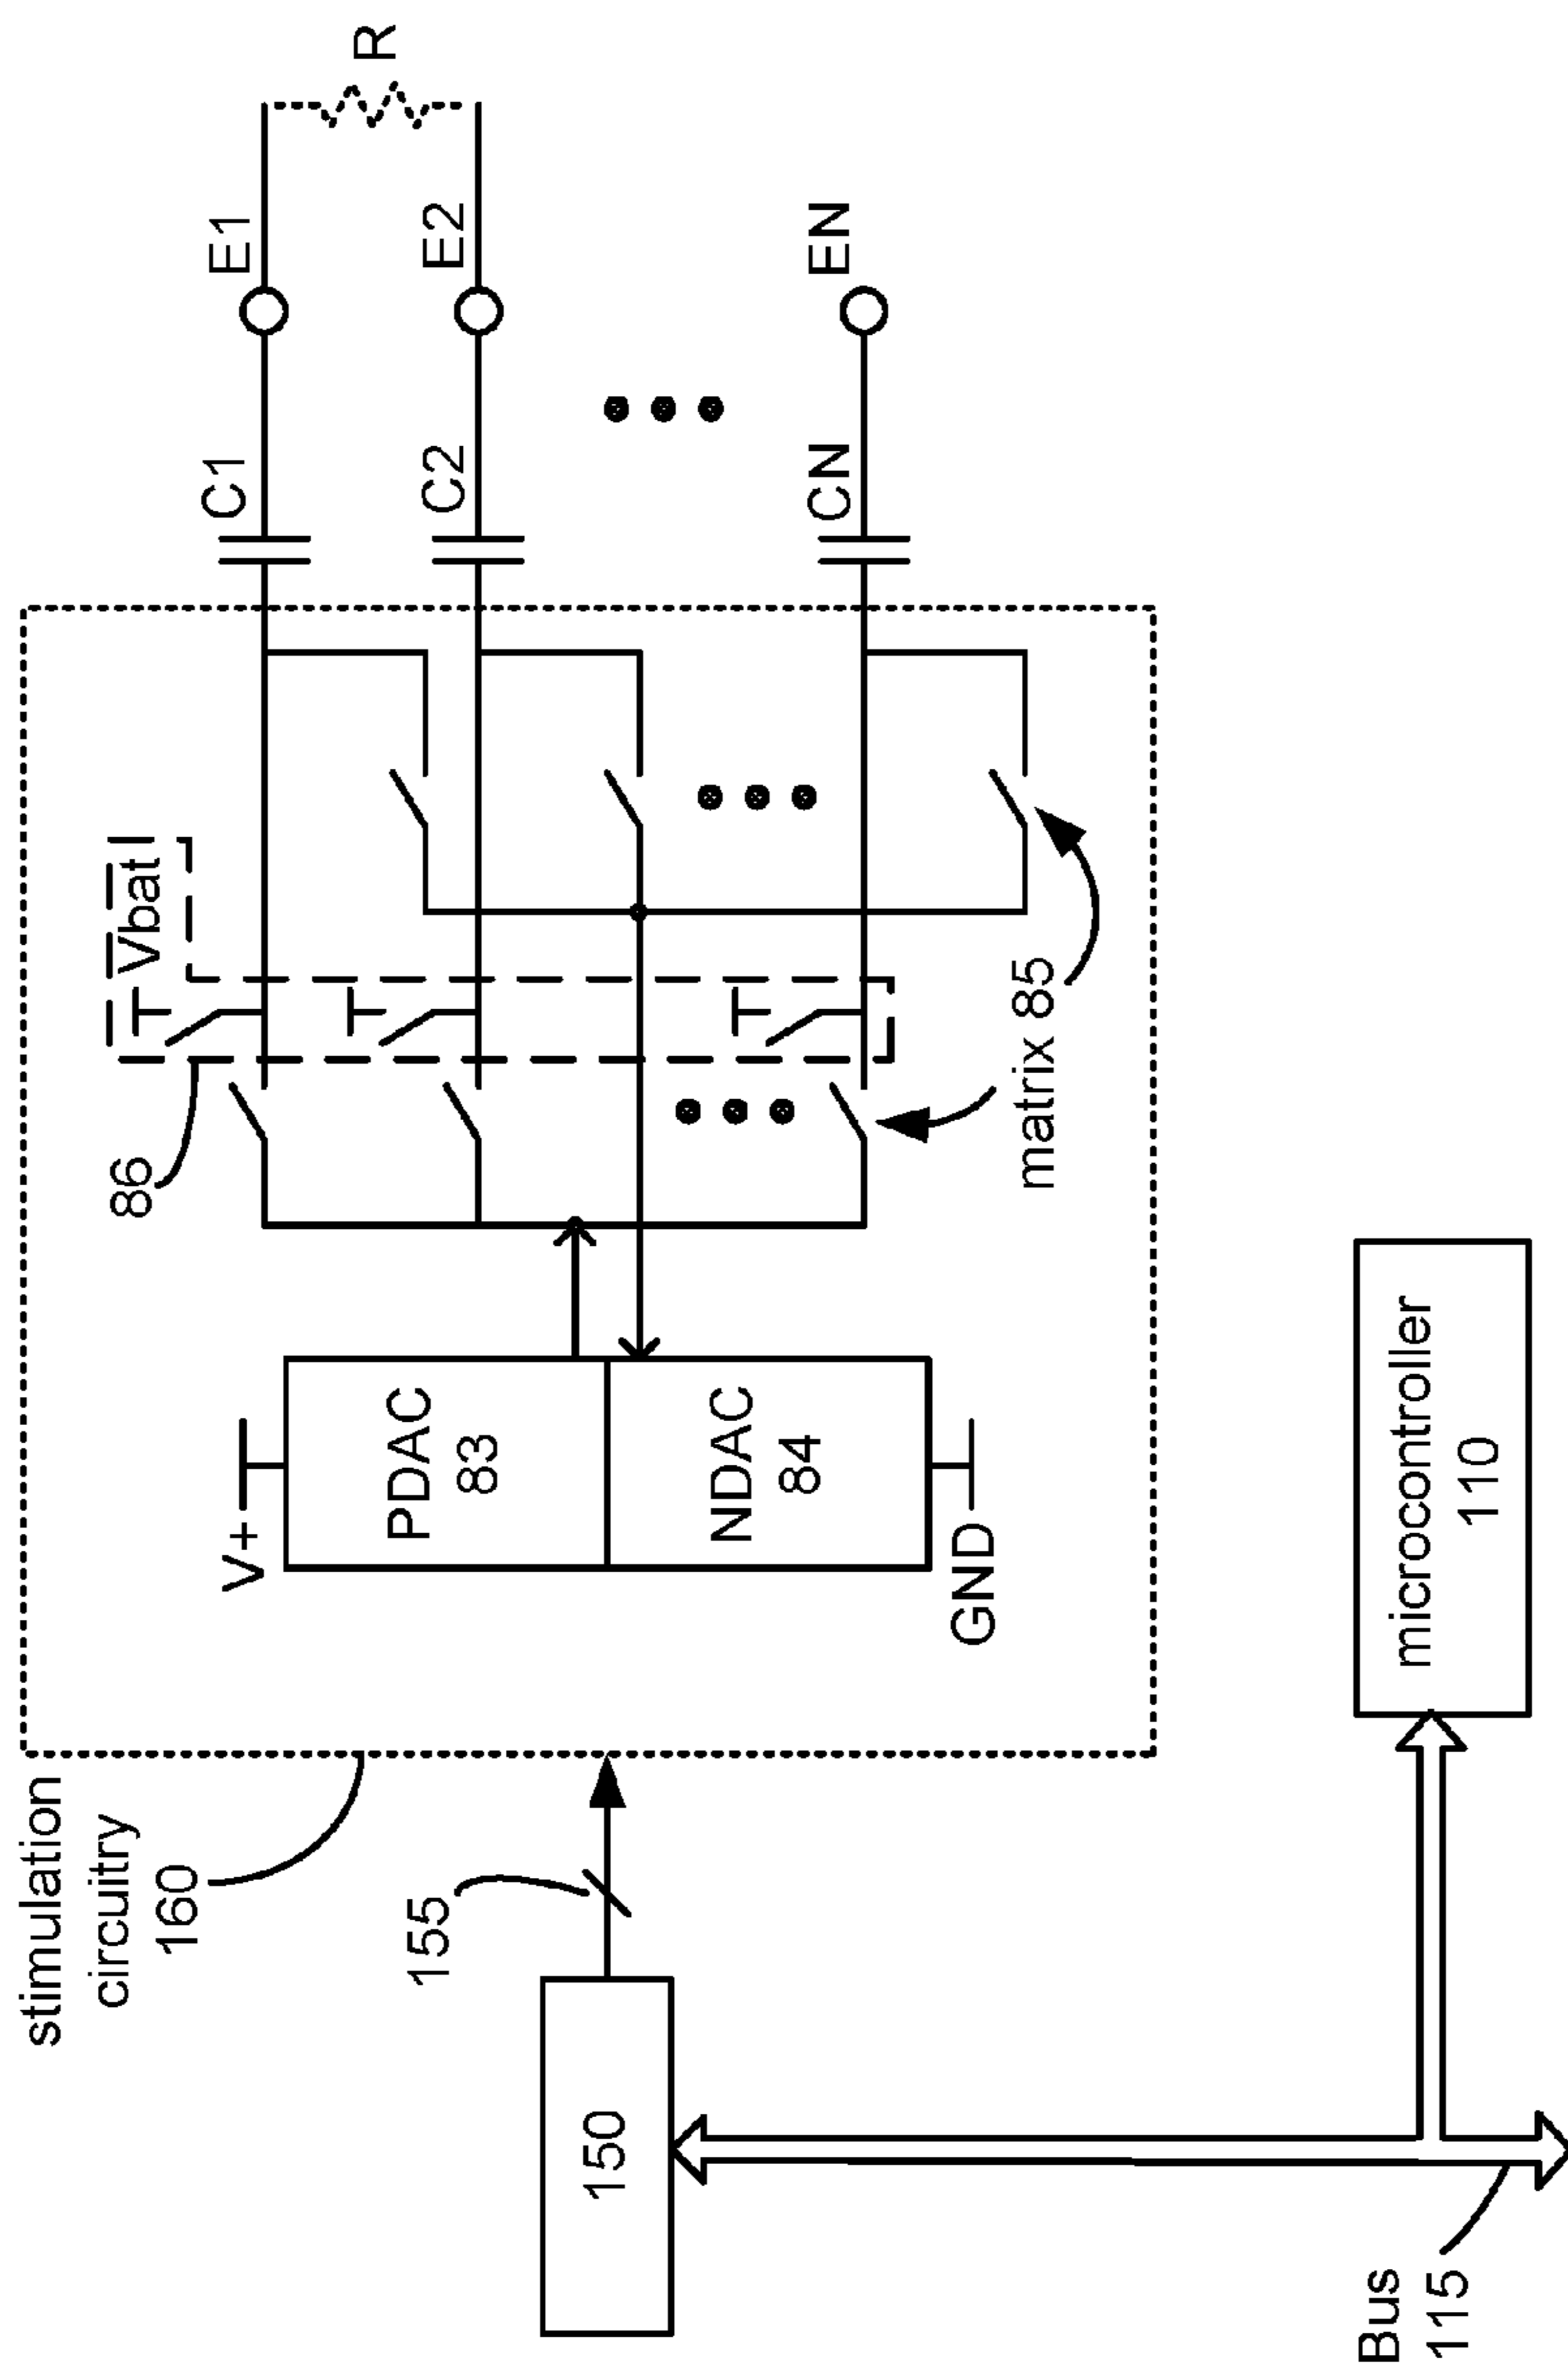 stimulation
circuitry
160
V+
PDAC
83
NDAC
84
GND
86
Vbat
matrix 85
C1
E1
C2
E2
CN
EN
R
155
150
microcontroller
110
Bus
115